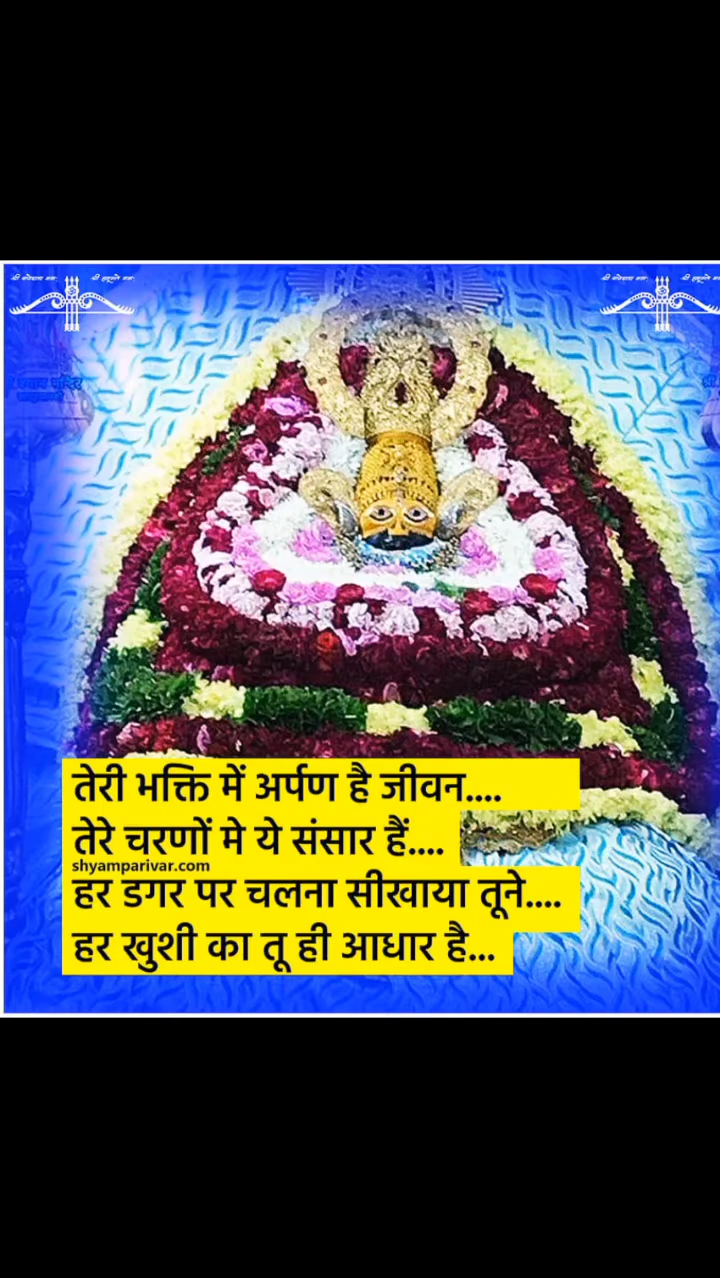 तेरी भक्ति में अर्पण है जीवन....
तेरे चरणों मे ये संसार हैं....
shyamparivar.com
हर डगर पर चलना सीखाया तूने....
हर खुशी का तू ही आधार है...